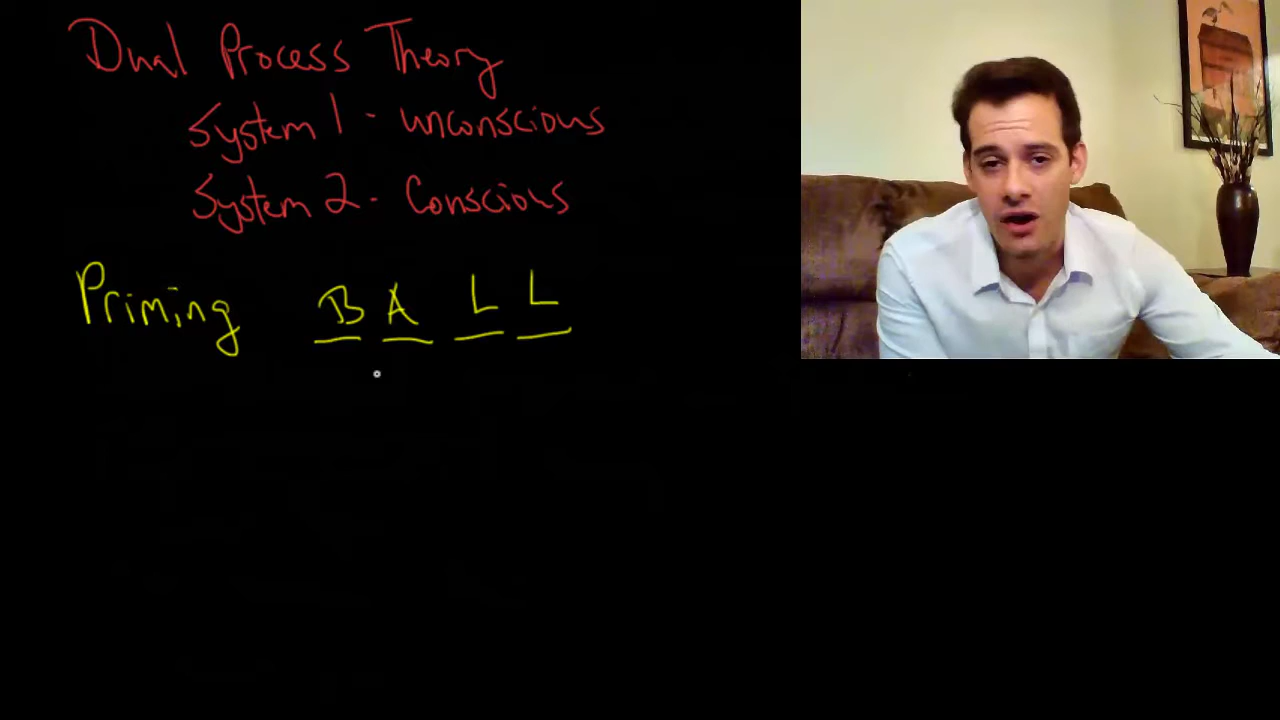 Dual Process Theory
System 1 - unconscious
System 2 - Conscious
Priming B A L L